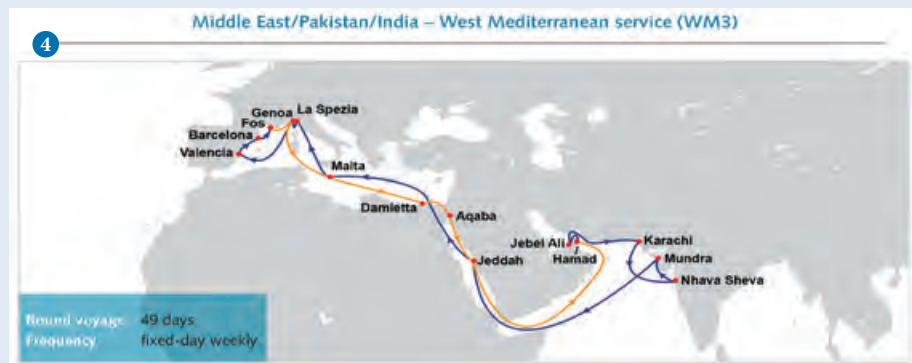 Middle East/Pakistan/India – West Mediterranean service (WM3)
4
Genoa
La Spezia
Fos
Barcelona
Valencia
Malta
Damietta
Aqaba
Jebel Ali
Karachi
Hamad
Mundra
Jeddah
Nhava Sheva
Round voyage 49 days
Frequency fixed-day weekly